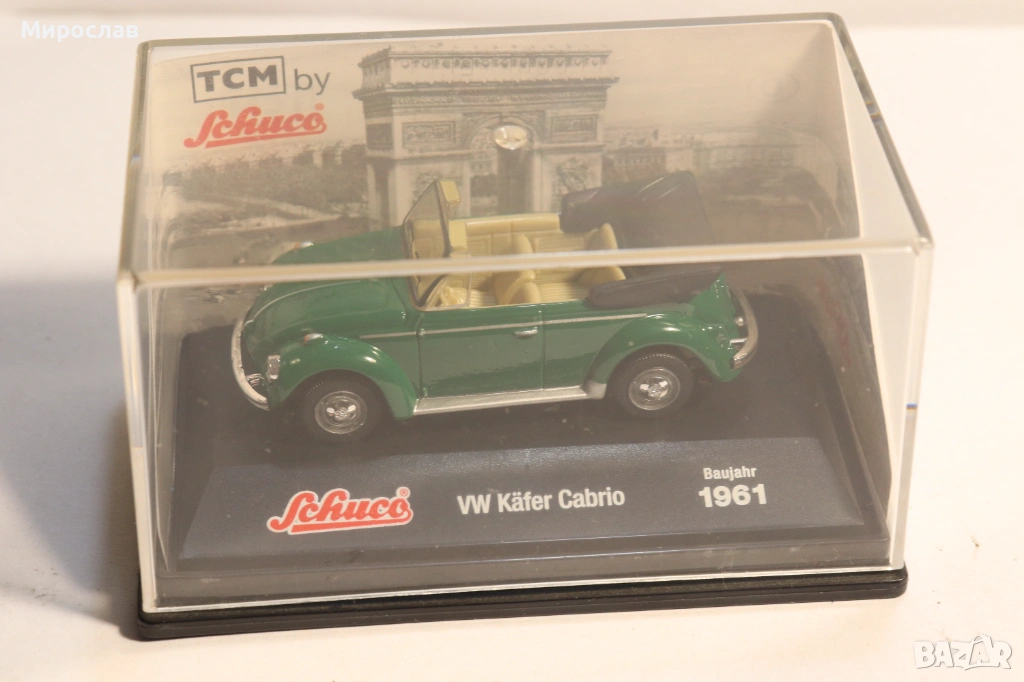 Мирослав
TCM by
Schuco
Schuco
VW Käfer Cabrio
Baujahr
1961
BAZAR